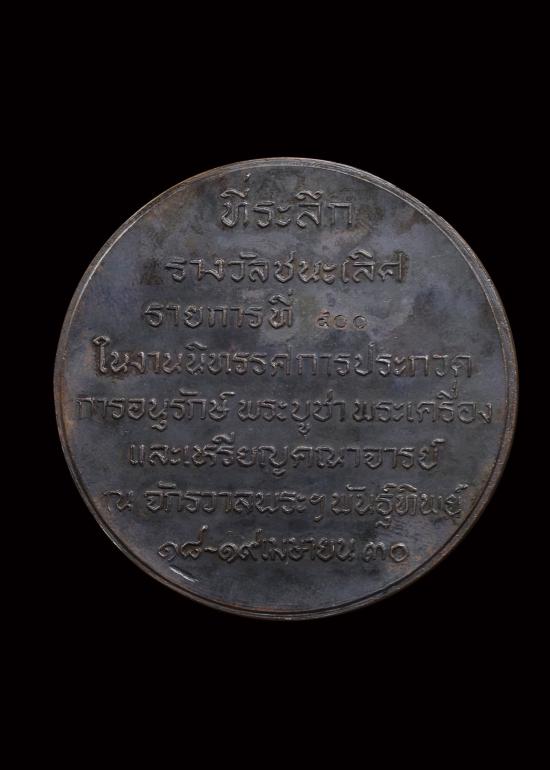 ที่ระลึก
รางวัลชนะเลิศ
รายการที่ ๕๐๐
ในงานนิทรรศการประกวด
การอนุรักษ์ พระบูชา พระเครื่อง
และเหรียญคณาจารย์
ณ จักรวาลพระฯ พันธุ์ทิพย์
๑๘-๑๙ เมษายน ๓๐